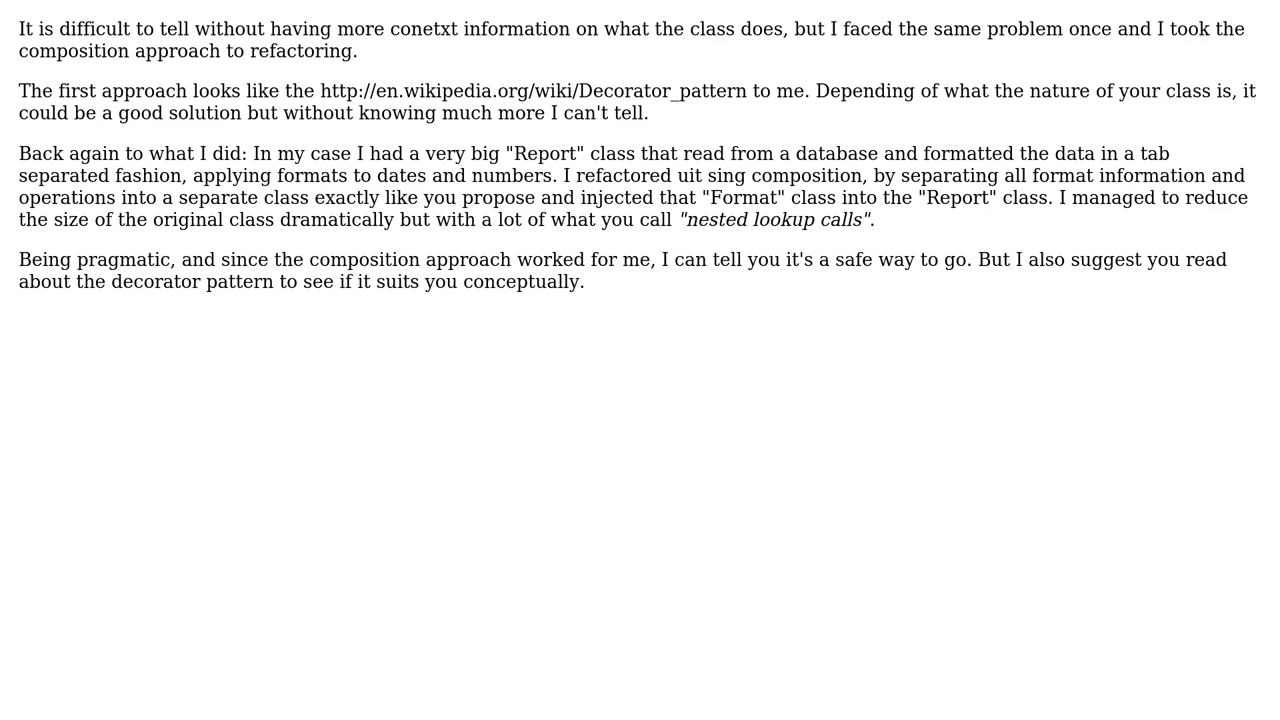 It is difficult to tell without having more conetxt information on what the class does, but I faced the same problem once and I took the
composition approach to refactoring.
The first approach looks like the http://en.wikipedia.org/wiki/Decorator_pattern to me. Depending of what the nature of your class is, it
could be a good solution but without knowing much more I can't tell.
Back again to what I did: In my case I had a very big "Report" class that read from a database and formatted the data in a tab
separated fashion, applying formats to dates and numbers. I refactored uit sing composition, by separating all format information and
operations into a separate class exactly like you propose and injected that "Format" class into the "Report" class. I managed to reduce
the size of the original class dramatically but with a lot of what you call "nested lookup calls".
Being pragmatic, and since the composition approach worked for me, I can tell you it's a safe way to go. But I also suggest you read
about the decorator pattern to see if it suits you conceptually.